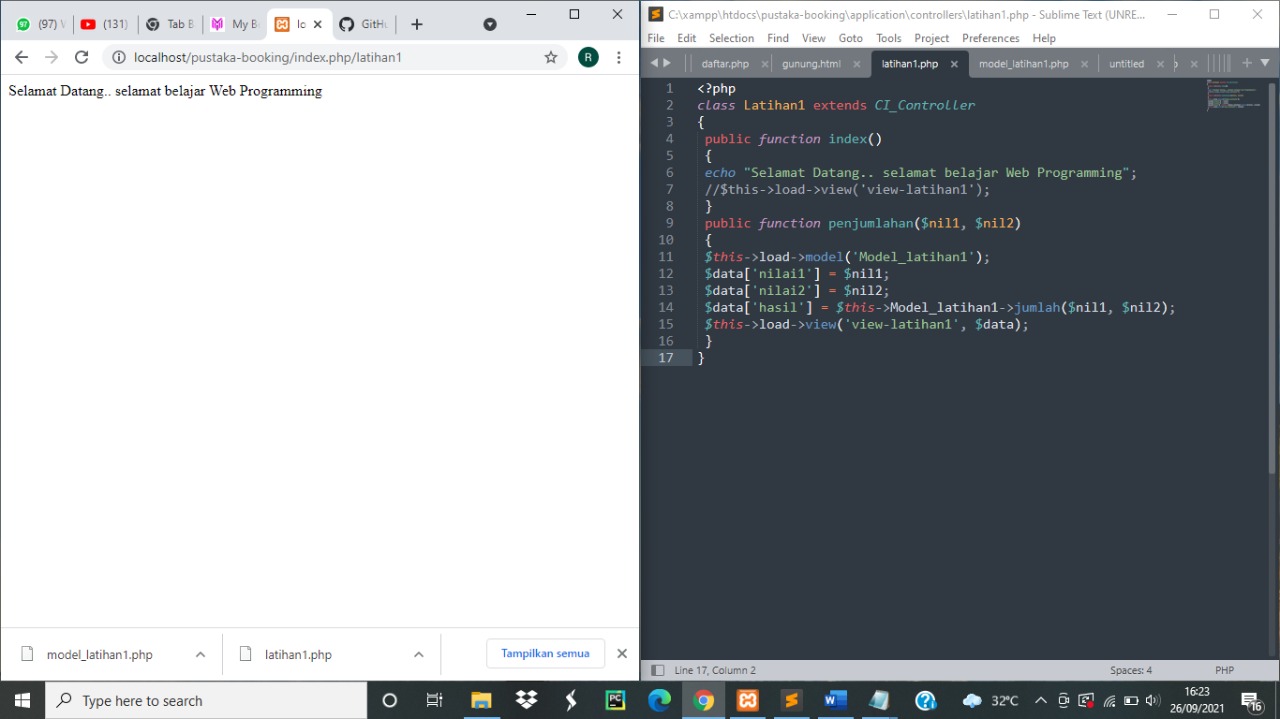 (97) W
(131)
Tab B
My B
lc
GitH
localhost/pustaka-booking/index.php/latihan1
R
Selamat Datang.. selamat belajar Web Programming
model_latihan1.php
latihan1.php
Tampilkan semua
C:\xampp\htdocs\pustaka-booking\application\controllers\latihan1.php - Sublime Text (UNRE...
File Edit Selection Find View Goto Tools Project Preferences Help
daftar.php gunung.html latihan1.php model_latihan1.php untitled
1 <?php
2 class Latihan1 extends CI_Controller
3 {
4 public function index()
5 {
6 echo "Selamat Datang.. selamat belajar Web Programming";
7 //$this->load->view('view-latihan1');
8 }
9 public function penjumlahan($nil1, $nil2)
10 {
11 $this->load->model('Model_latihan1');
12 $data['nilai1'] = $nil1;
13 $data['nilai2'] = $nil2;
14 $data['hasil'] = $this->Model_latihan1->jumlah($nil1, $nil2);
15 $this->load->view('view-latihan1', $data);
16 }
17 }
Line 17, Column 2
Spaces: 4
PHP
Type here to search
32°C
16:23
26/09/2021
16